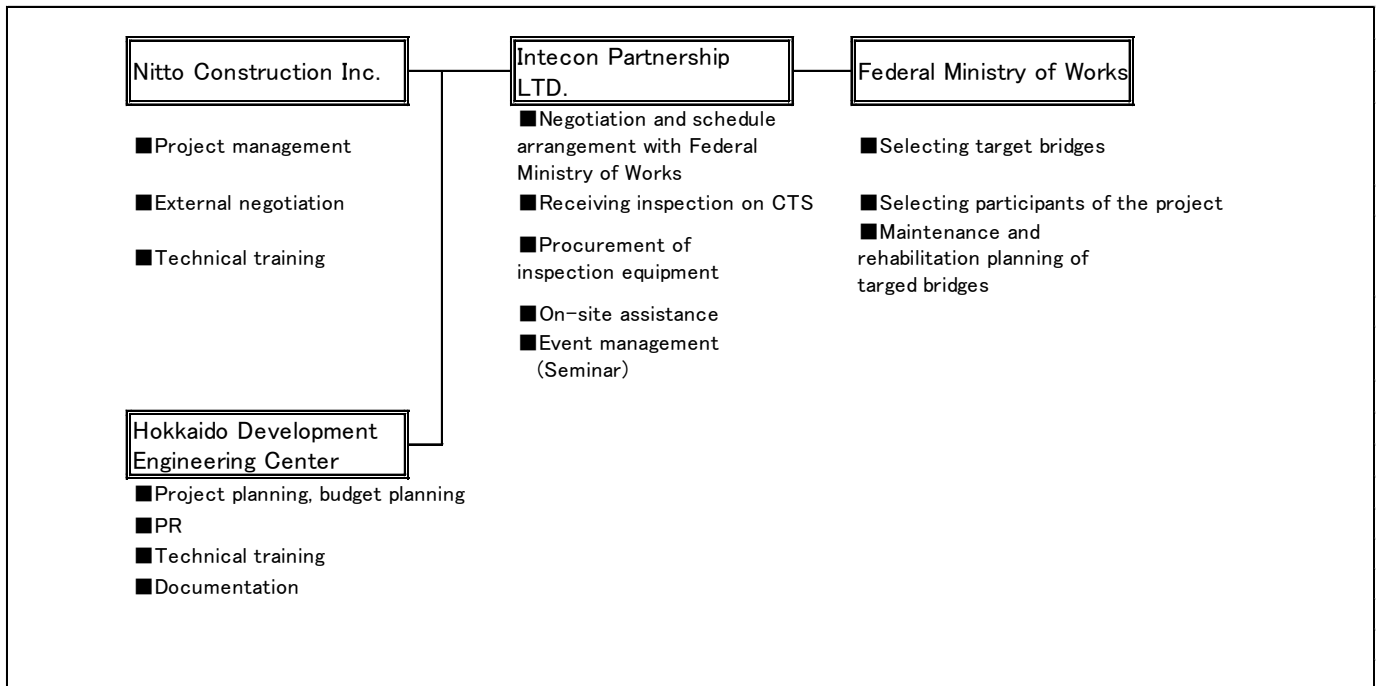 Nitto Construction Inc.
■Project management
■External negotiation
■Technical training
Intecon Partnership
LTD.
■Negotiation and schedule
arrangement with Federal
Ministry of Works
■Receiving inspection on CTS
■Procurement of
inspection equipment
■On-site assistance
■Event management
(Seminar)
Federal Ministry of Works
■Selecting target bridges
■Selecting participants of the project
■Maintenance and
rehabilitation planning of
targed bridges
Hokkaido Development
Engineering Center
■Project planning, budget planning
■PR
■Technical training
■Documentation